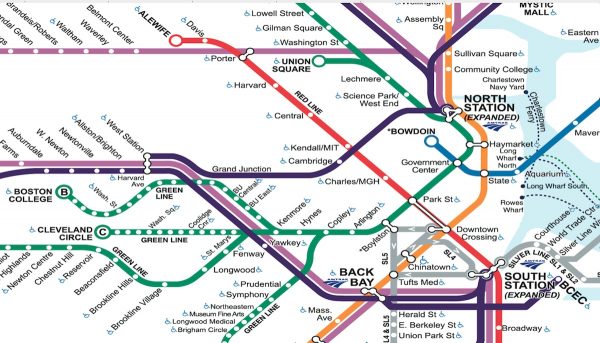 Brandeis/Roberts
Waltham
Waverley
Belmont Center
ALEWIFE
Davis
Porter
Harvard
Central
Kendall/MIT
Cambridge
Charles/MGH
RED LINE
Lowell Street
Gilman Square
Washington St
UNION
SQUARE
Lechmere
Science Park/
West End
Wellington
Assembly
Sq
MYSTIC
MALL
Sullivan Square
Community College
Charlestown
Navy Yard
Charlestown
Ferry
Eastern
Ave
NORTH
STATION
(EXPANDED)
AMTRAK
*BOWDOIN
Government
Center
Haymarket
Long
Wharf
North
Aquarium
Long Wharf South
Rowes
Wharf
Maver
State
Park St.
Downtown
Crossing
Farms
Auburndale
W. Newton
Newtonville
Allston/Brighton
West Station
Harvard
Ave
Grand Junction
BOSTON
COLLEGE
B
Wash. St
GREEN
LINE
CLEVELAND
CIRCLE
C
Wash. Sq
Coolidge
Cnr
GREEN LINE
St. Marys
BU
Central
BU East
Kenmore
Hynes
Copley
Arlington
*Boylston
Yawkey
Fenway
Longwood
Prudential
Symphony
Northeastern
Museum Fine Arts
Longwood Medical
Brigham Circle
GREEN LINE
Highlands
Newton Centre
Chestnut Hill
Reservoir
Beaconsfield
Brookline Hills
Brookline Village
GREEN LINE
BACK
BAY
AMTRAK
Mass.
Ave
Chinatown
Tufts Med
SL5
SL4
SL4 & SL5
Herald St
E. Berkeley St
Union Park St.
SOUTH
STATION
(EXPANDED)
AMTRAK
SILVER LINE SL1 & SL2
Courthouse
World Trade Ctr
Silver Line W
BCEC
Broadway